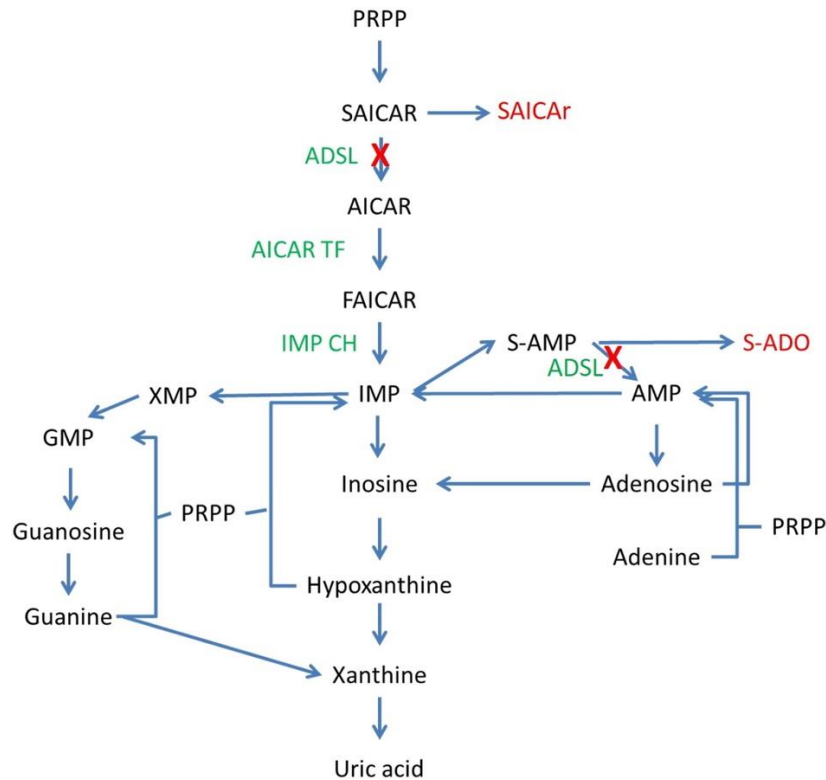 PRPP
SAICAR
SAICAr
ADSL
X
AICAR
AICAR TF
FAICAR
IMP CH
S-AMP
S-ADO
X
ADSL
XMP
IMP
AMP
GMP
Inosine
Adenosine
PRPP
PRPP
Guanosine
Adenine
Hypoxanthine
Guanine
Xanthine
Uric acid